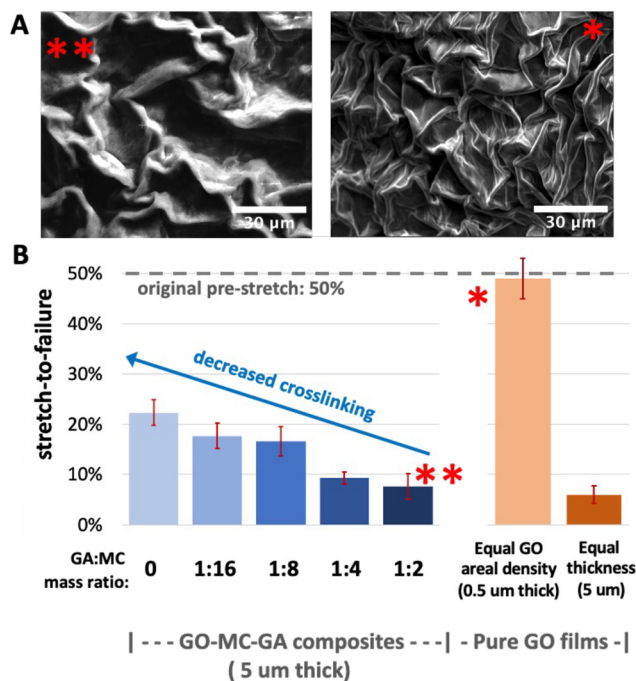 A
**
*
30 µm
30 µm
B
50%
40%
30%
20%
10%
0%
stretch-to-failure
original pre-stretch: 50%
decreased crosslinking
**
*
GA:MC
mass ratio:
0
1:16
1:8
1:4
1:2
Equal GO
areal density
(0.5 um thick)
Equal
thickness
(5 um)
| - - - GO-MC-GA composites - - - |
( 5 um thick)
- Pure GO films - |